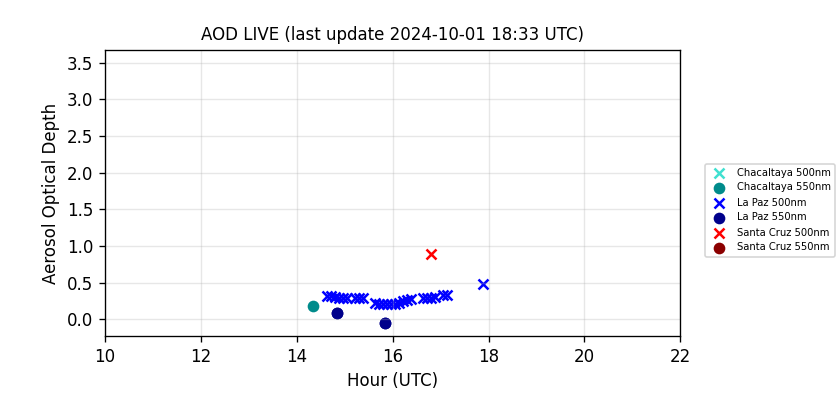 AOD LIVE (last update 2024-10-01 18:33 UTC)
Aerosol Optical Depth
3.5
3.0
2.5
2.0
1.5
1.0
0.5
0.0
10 12 14 16 18 20 22
Hour (UTC)
Chacaltaya 500nm
Chacaltaya 550nm
La Paz 500nm
La Paz 550nm
Santa Cruz 500nm
Santa Cruz 550nm